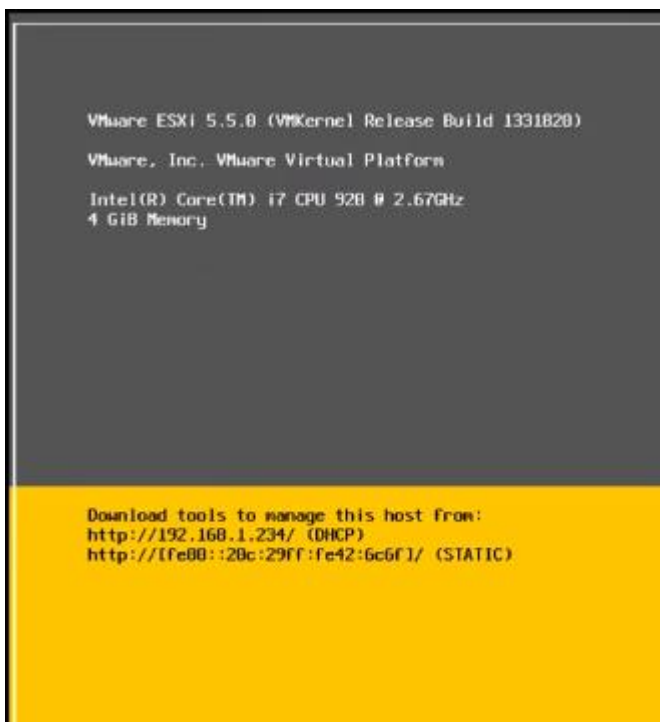 VMware ESXi 5.5.0 (VMKernel Release Build 1331820)
VMware, Inc. VMware Virtual Platform
Intel(R) Core(TM) i7 CPU 920 @ 2.67GHz
4 GiB Memory
Download tools to manage this host from:
http://192.168.1.234/ (DHCP)
http://[fe80::20c:29ff:fe42:6c6f]/ (STATIC)